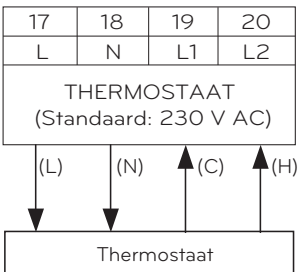 17 18 19 20
L N L1 L2
THERMOSTAAT
(Standaard: 230 V AC)
(L) (N) (C) (H)
Thermostaat